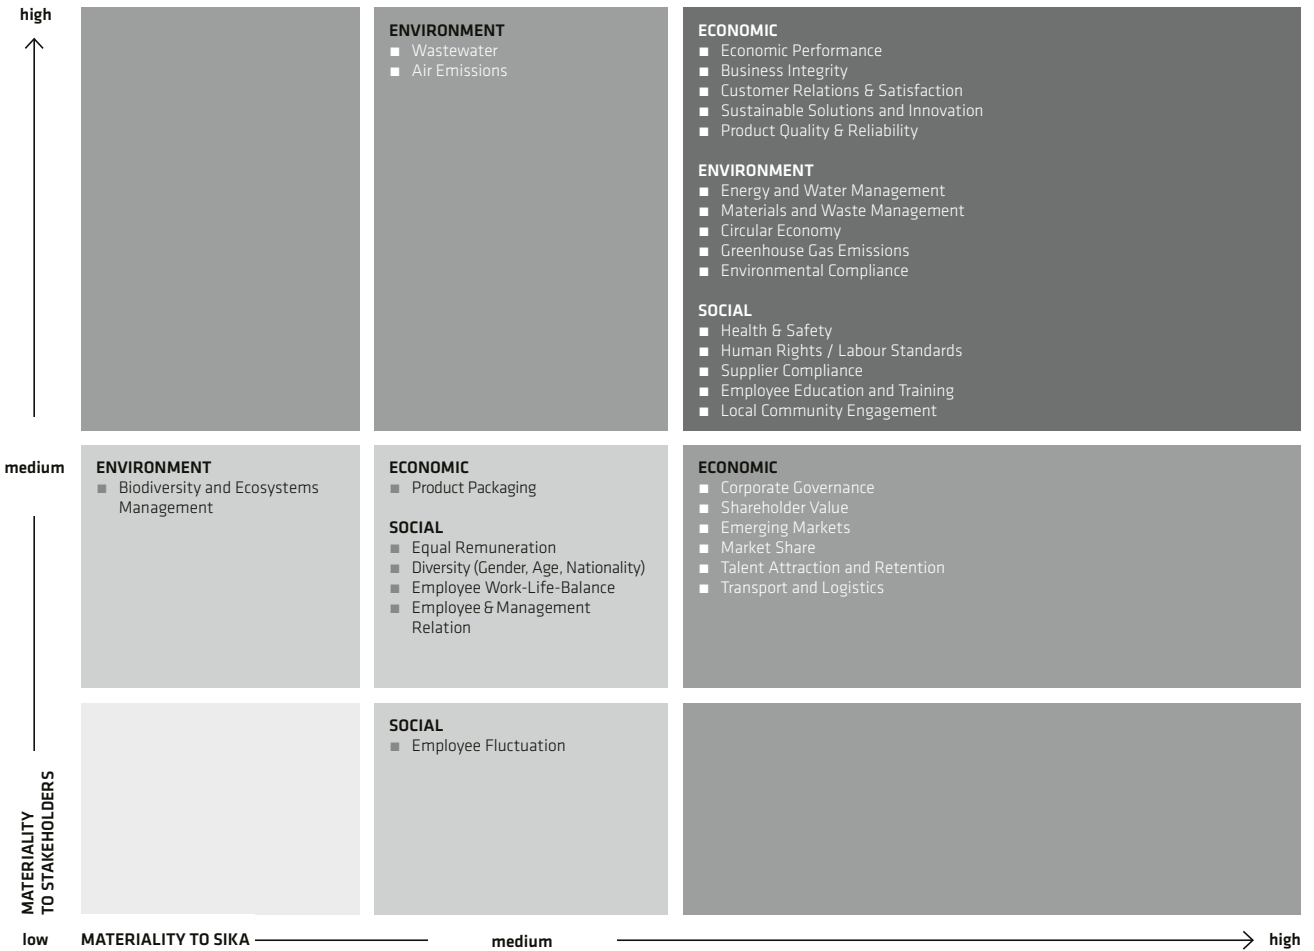 high
ENVIRONMENT
Wastewater
Air Emissions
ECONOMIC
Economic Performance
Business Integrity
Customer Relations & Satisfaction
Sustainable Solutions and Innovation
Product Quality & Reliability
ENVIRONMENT
Energy and Water Management
Materials and Waste Management
Circular Economy
Greenhouse Gas Emissions
Environmental Compliance
SOCIAL
Health & Safety
Human Rights / Labour Standards
Supplier Compliance
Employee Education and Training
Local Community Engagement
medium
ENVIRONMENT
Biodiversity and Ecosystems
Management
ECONOMIC
Product Packaging
SOCIAL
Equal Remuneration
Diversity (Gender, Age, Nationality)
Employee Work-Life-Balance
Employee & Management
Relation
ECONOMIC
Corporate Governance
Shareholder Value
Emerging Markets
Market Share
Talent Attraction and Retention
Transport and Logistics
SOCIAL
Employee Fluctuation
MATERIALITY
TO STAKEHOLDERS
low
MATERIALITY TO SIKA
medium
high